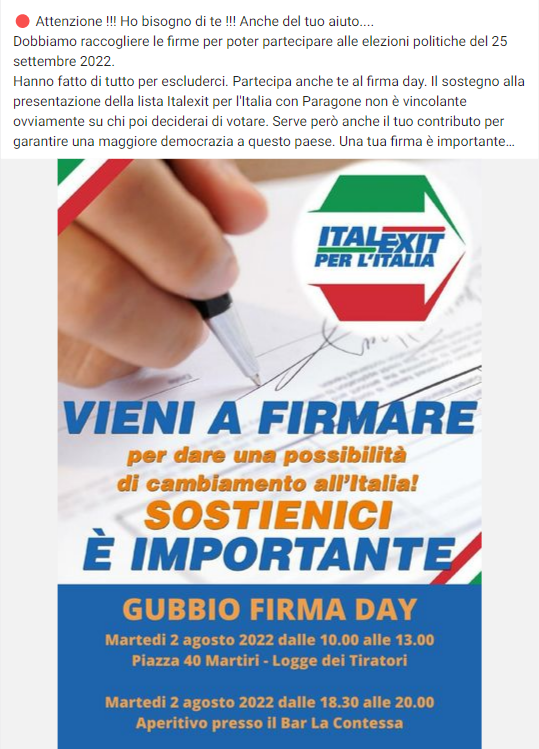 🔴 Attenzione !!! Ho bisogno di te !!! Anche del tuo aiuto....
Dobbiamo raccogliere le firme per poter partecipare alle elezioni politiche del 25
settembre 2022.
Hanno fatto di tutto per escluderci. Partecipa anche te al firma day. Il sostegno alla
presentazione della lista Italexit per l'Italia con Paragone non è vincolante
ovviamente su chi poi deciderai di votare. Serve però anche il tuo contributo per
garantire una maggiore democrazia a questo paese. Una tua firma è importante…
ITALEXIT
PER L'ITALIA
VIENI A FIRMARE
per dare una possibilità
di cambiamento all'Italia!
SOSTIENICI
È IMPORTANTE
GUBBIO FIRMA DAY
Martedi 2 agosto 2022 dalle 10.00 alle 13.00
Piazza 40 Martiri - Logge dei Tiratori
Martedi 2 agosto 2022 dalle 18.30 alle 20.00
Aperitivo presso il Bar La Contessa